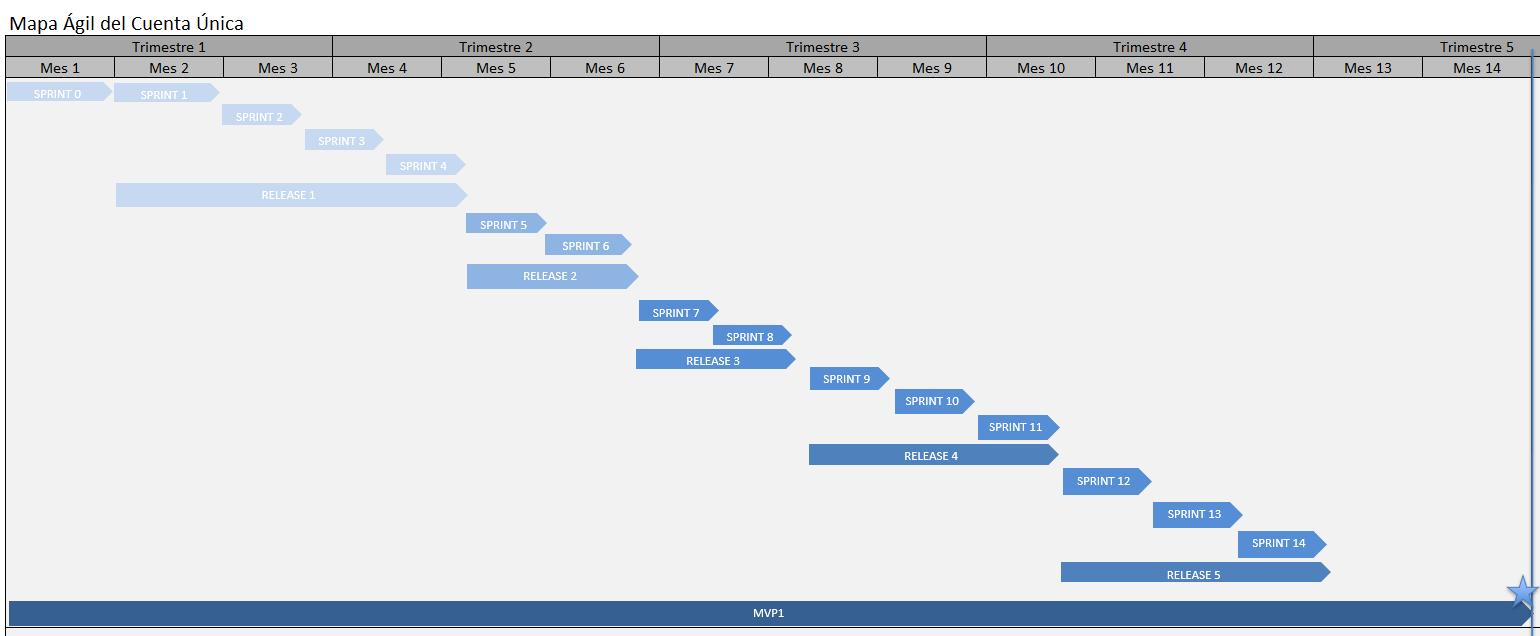 Mapa Ágil del Cuenta Única
Trimestre 1 Trimestre 2 Trimestre 3 Trimestre 4 Trimestre 5
Mes 1 Mes 2 Mes 3 Mes 4 Mes 5 Mes 6 Mes 7 Mes 8 Mes 9 Mes 10 Mes 11 Mes 12 Mes 13 Mes 14
SPRINT 0 SPRINT 1
SPRINT 2
SPRINT 3
SPRINT 4
RELEASE 1
SPRINT 5
SPRINT 6
RELEASE 2
SPRINT 7
SPRINT 8
RELEASE 3
SPRINT 9
SPRINT 10
SPRINT 11
RELEASE 4
SPRINT 12
SPRINT 13
SPRINT 14
RELEASE 5
MVP1